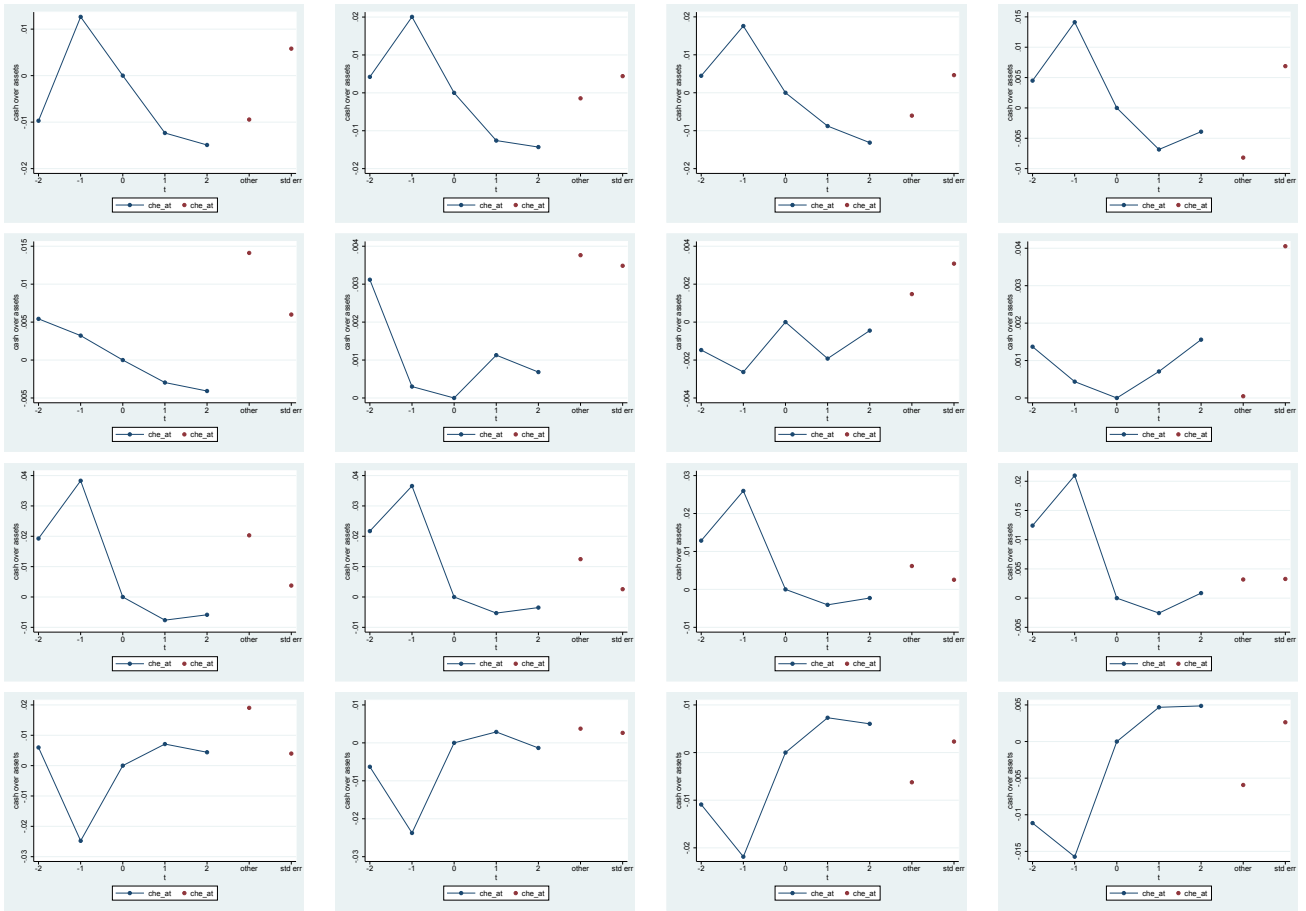 cash over assets
-.02 -.01 0 .01
-2 -1 0 1 2 other std err
t
che_at che_at
cash over assets
-.02 -.01 0 .01 .02
-2 -1 0 1 2 other std err
t
che_at che_at
cash over assets
-.02 -.01 0 .01 .02
-2 -1 0 1 2 other std err
t
che_at che_at
cash over assets
-.01 -.005 0 .005 .01 .015
-2 -1 0 1 2 other std err
t
che_at che_at
cash over assets
-.005 0 .005 .01 .015
-2 -1 0 1 2 other std err
t
che_at che_at
cash over assets
0 .001 .002 .003 .004
-2 -1 0 1 2 other std err
t
che_at che_at
cash over assets
-.004 -.002 0 .002 .004
-2 -1 0 1 2 other std err
t
che_at che_at
cash over assets
0 .001 .002 .003 .004
-2 -1 0 1 2 other std err
t
che_at che_at
cash over assets
-.01 0 .01 .02 .03 .04
-2 -1 0 1 2 other std err
t
che_at che_at
cash over assets
-.01 0 .01 .02 .03 .04
-2 -1 0 1 2 other std err
t
che_at che_at
cash over assets
-.01 0 .01 .02 .03
-2 -1 0 1 2 other std err
t
che_at che_at
cash over assets
-.005 0 .005 .01 .015 .02
-2 -1 0 1 2 other std err
t
che_at che_at
cash over assets
-.03 -.02 -.01 0 .01 .02
-2 -1 0 1 2 other std err
t
che_at che_at
cash over assets
-.03 -.02 -.01 0 .01
-2 -1 0 1 2 other std err
t
che_at che_at
cash over assets
-.02 -.01 0 .01
-2 -1 0 1 2 other std err
t
che_at che_at
cash over assets
-.015 -.01 -.005 0 .005
-2 -1 0 1 2 other std err
t
che_at che_at